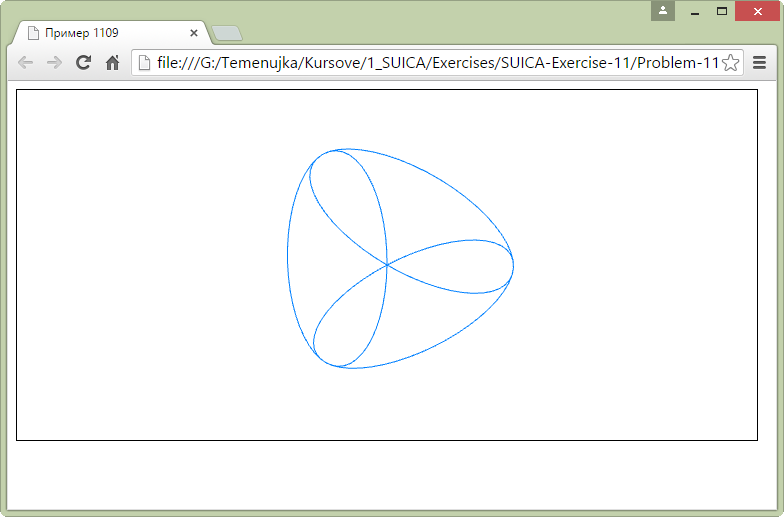 Пример 1109
file:///G:/Temenujka/Kursove/1_SUICA/Exercises/SUICA-Exercise-11/Problem-11